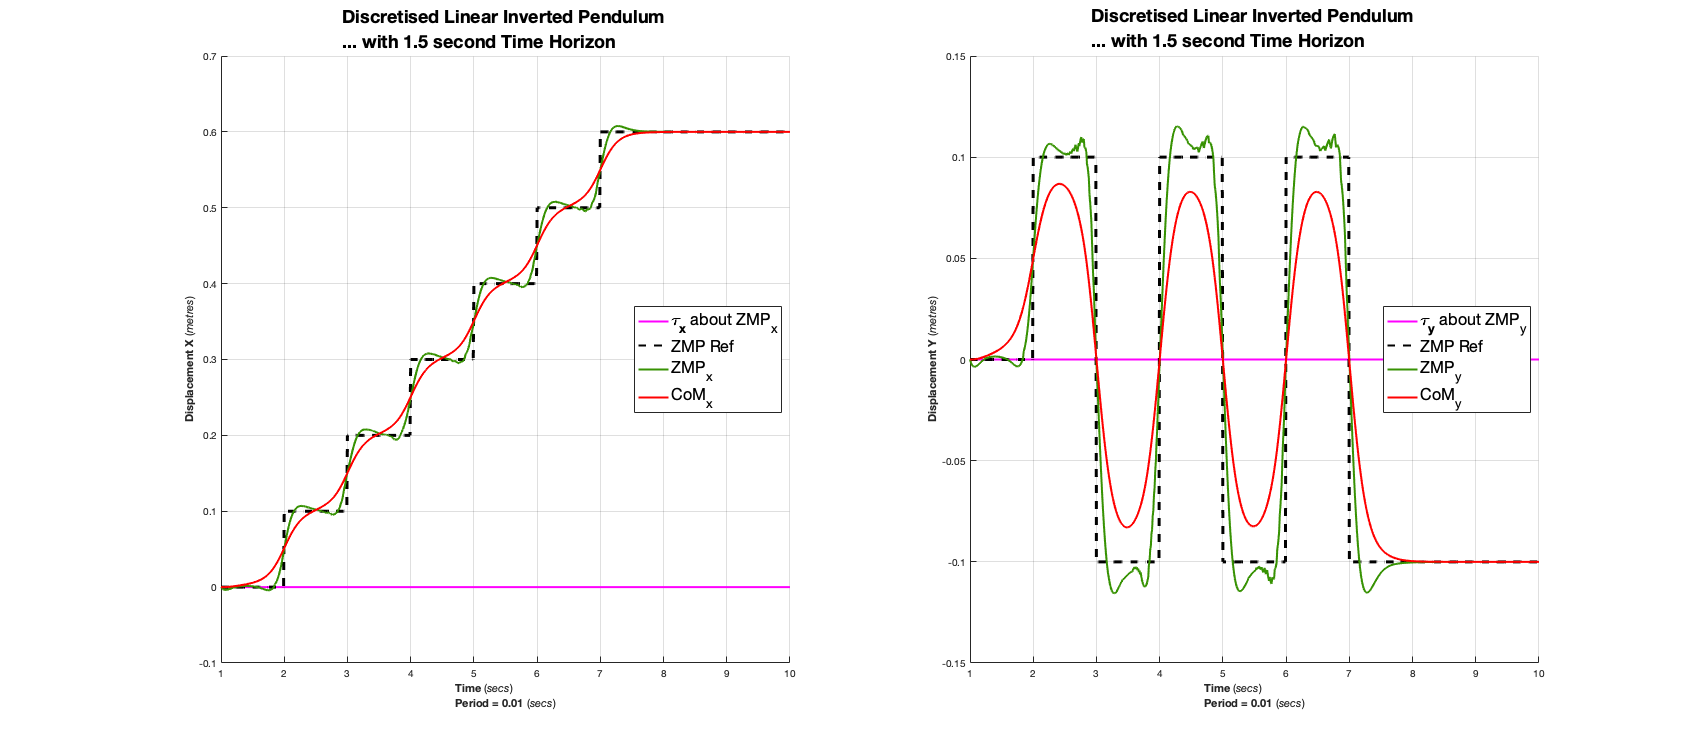 Discretised Linear Inverted Pendulum
... with 1.5 second Time Horizon
0.7
0.6
0.5
0.4
0.3
0.2
0.1
0
-0.1
Displacement X (metres)
1 2 3 4 5 6 7 8 9 10
Time (secs)
Period = 0.01 (secs)
τx about ZMPx
ZMP Ref
ZMPx
CoMx
Discretised Linear Inverted Pendulum
... with 1.5 second Time Horizon
0.15
0.1
0.05
0
-0.05
-0.1
-0.15
Displacement Y (metres)
1 2 3 4 5 6 7 8 9 10
Time (secs)
Period = 0.01 (secs)
τy about ZMPy
ZMP Ref
ZMPy
CoMy